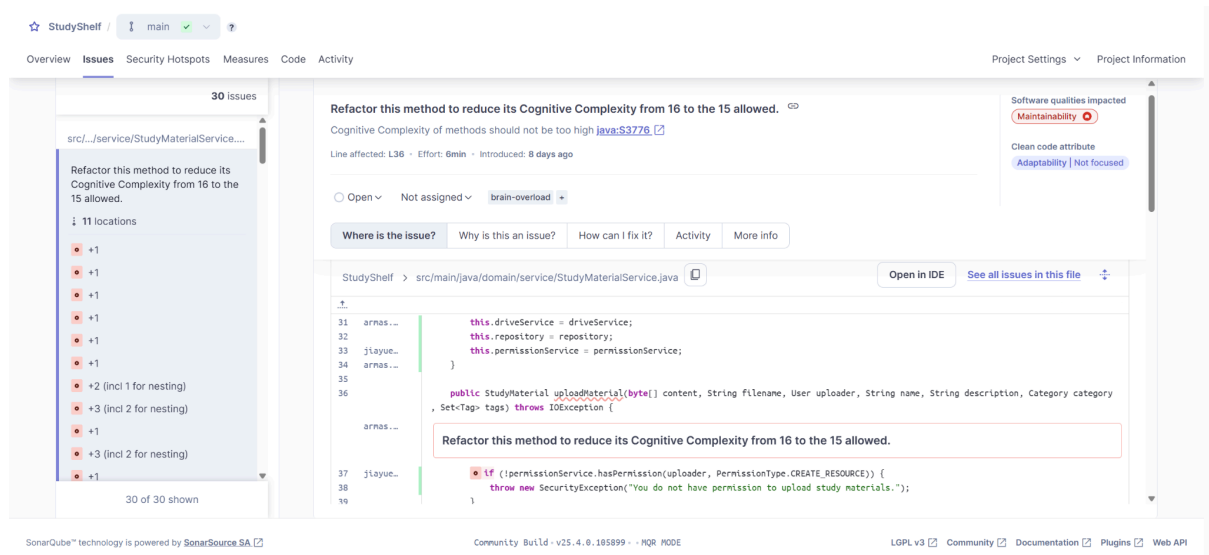 StudyShelf / main ?
Overview Issues Security Hotspots Measures Code Activity Project Settings Project Information
30 issues
src/.../service/StudyMaterialService....
Refactor this method to reduce its
Cognitive Complexity from 16 to the
15 allowed.
11 locations
+1
+1
+1
+1
+1
+1
+2 (incl 1 for nesting)
+3 (incl 2 for nesting)
+1
+3 (incl 2 for nesting)
+1
30 of 30 shown
Refactor this method to reduce its Cognitive Complexity from 16 to the 15 allowed.
Cognitive Complexity of methods should not be too high java:S3776
Line affected: L36 • Effort: 6min • Introduced: 8 days ago
Software qualities impacted
Maintainability
Clean code attribute
Adaptability | Not focused
Open Not assigned brain-overload +
Where is the issue? Why is this an issue? How can I fix it? Activity More info
StudyShelf > src/main/java/domain/service/StudyMaterialService.java Open in IDE See all issues in this file
31 armas.… this.driveService = driveService;
32 this.repository = repository;
33 jiayue… this.permissionService = permissionService;
34 armas.… }
35
36 public StudyMaterial uploadMaterial(byte[] content, String filename, User uploader, String name, String description, Category category
, Set<Tag> tags) throws IOException {
armas.…
Refactor this method to reduce its Cognitive Complexity from 16 to the 15 allowed.
37 jiayue… if (!permissionService.hasPermission(uploader, PermissionType.CREATE_RESOURCE)) {
38 throw new SecurityException("You do not have permission to upload study materials.");
39 }
SonarQube™ technology is powered by SonarSource SA Community Build - v25.4.0.105899 - - MQR MODE LGPL v3 Community Documentation Plugins Web API